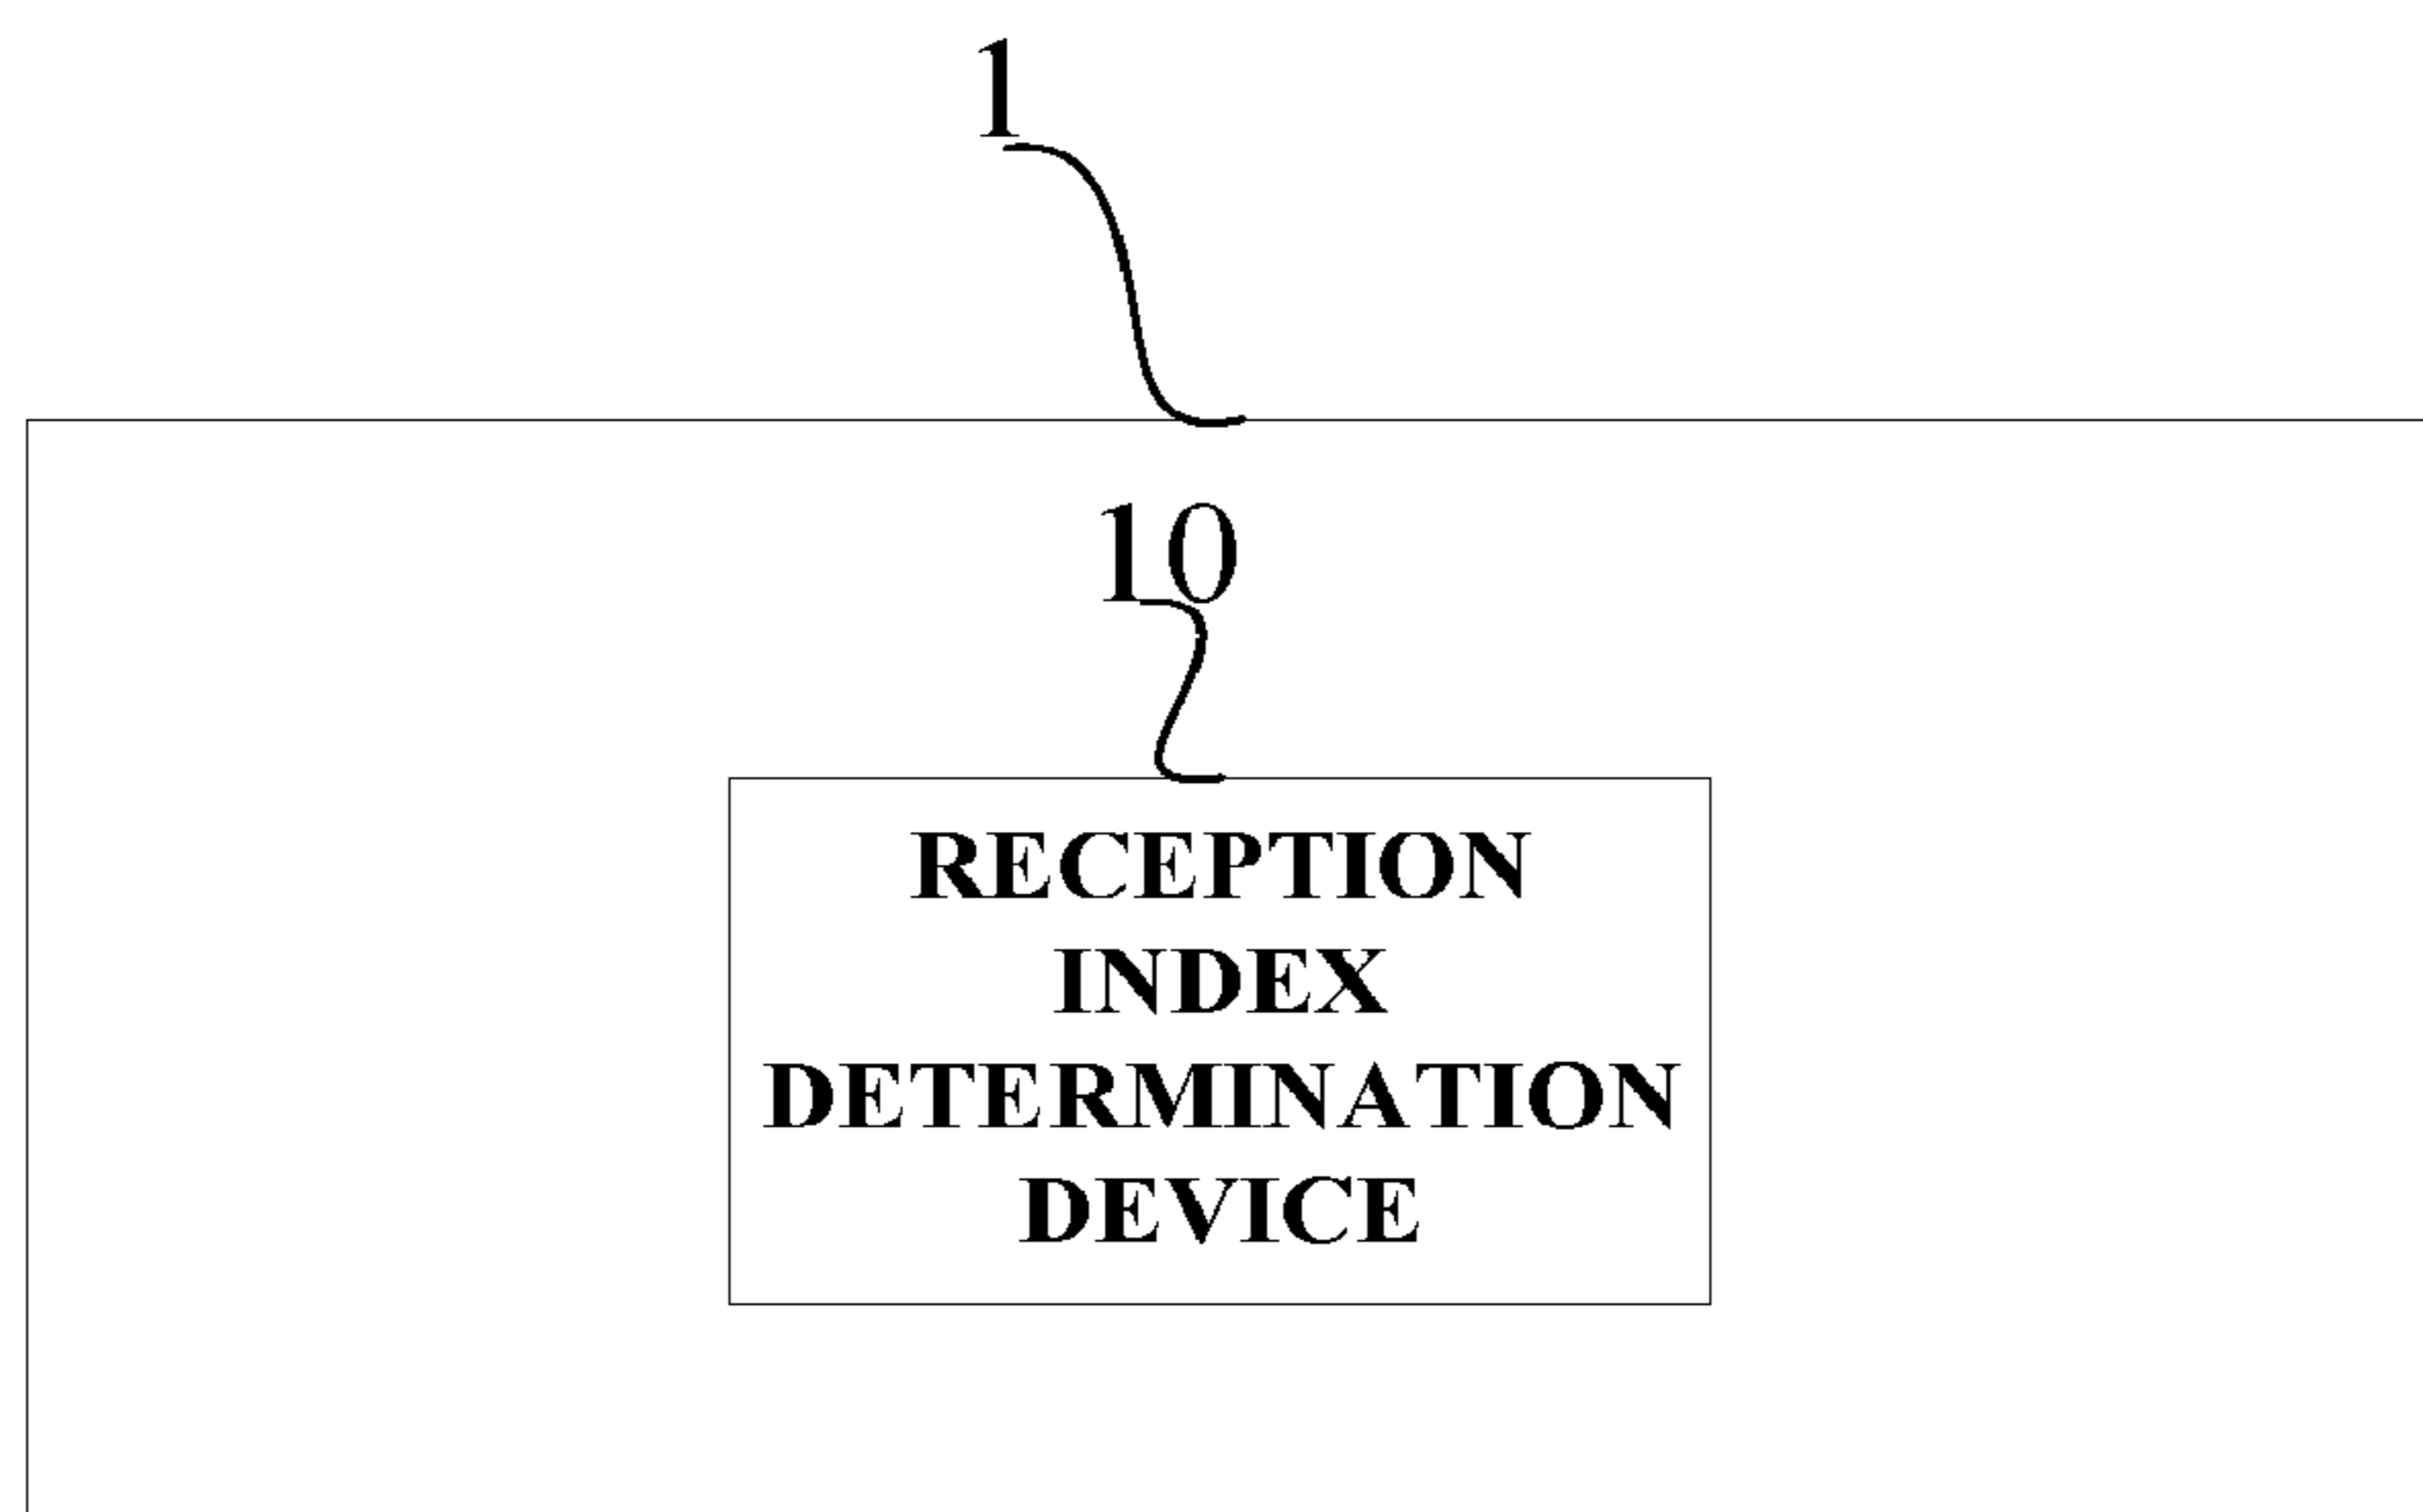 1
10
RECEPTION
INDEX
DETERMINATION
DEVICE